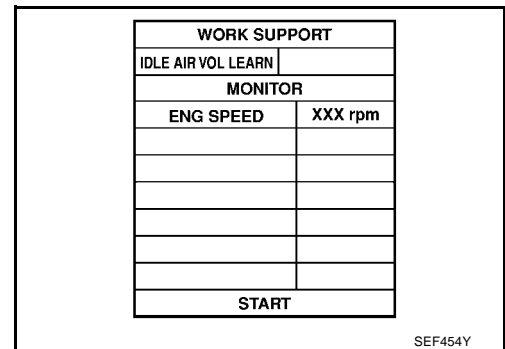 WORK SUPPORT
IDLE AIR VOL LEARN
MONITOR
ENG SPEED XXX rpm
START
SEF454Y